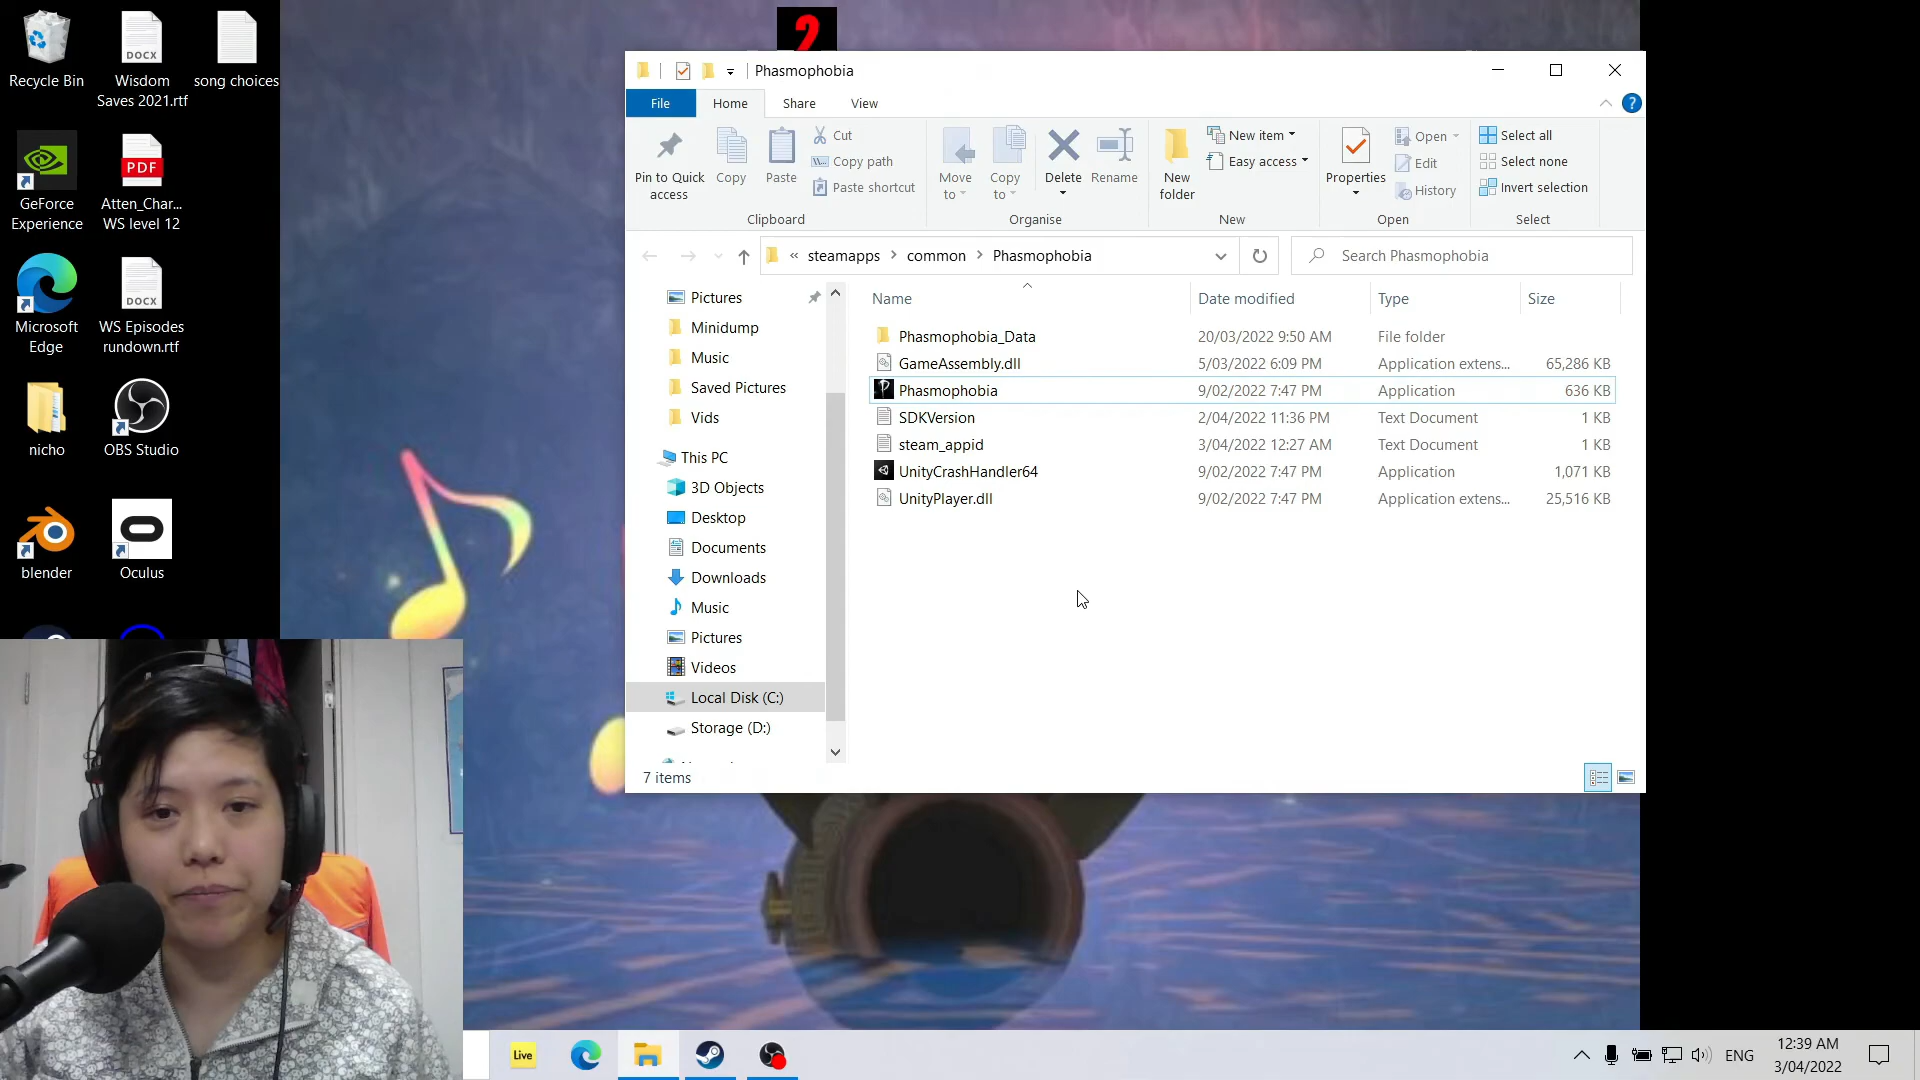 Recycle Bin
Wisdom
Saves 2021.rtf
song choices
DOCX
GeForce
Experience
PDF
Atten_Char...
WS level 12
Microsoft
Edge
DOCX
WS Episodes
rundown.rtf
nicho
OBS Studio
blender
Oculus
2
Phasmophobia
File
Home
Share
View
?
Pin to Quick
access
Copy
Paste
Cut
Copy path
Paste shortcut
Clipboard
Move
to
Copy
to
Delete
Rename
Organise
New
folder
New item
Easy access
New
Properties
Open
Edit
History
Open
Select all
Select none
Invert selection
Select
« steamapps > common > Phasmophobia
Search Phasmophobia
Pictures
Minidump
Music
Saved Pictures
Vids
This PC
3D Objects
Desktop
Documents
Downloads
Music
Pictures
Videos
Local Disk (C:)
Storage (D:)
Name Date modified Type Size
Phasmophobia_Data 20/03/2022 9:50 AM File folder
GameAssembly.dll 5/03/2022 6:09 PM Application extens... 65,286 KB
Phasmophobia 9/02/2022 7:47 PM Application 636 KB
SDKVersion 2/04/2022 11:36 PM Text Document 1 KB
steam_appid 3/04/2022 12:27 AM Text Document 1 KB
UnityCrashHandler64 9/02/2022 7:47 PM Application 1,071 KB
UnityPlayer.dll 9/02/2022 7:47 PM Application extens... 25,516 KB
7 items
Live
ENG
12:39 AM
3/04/2022